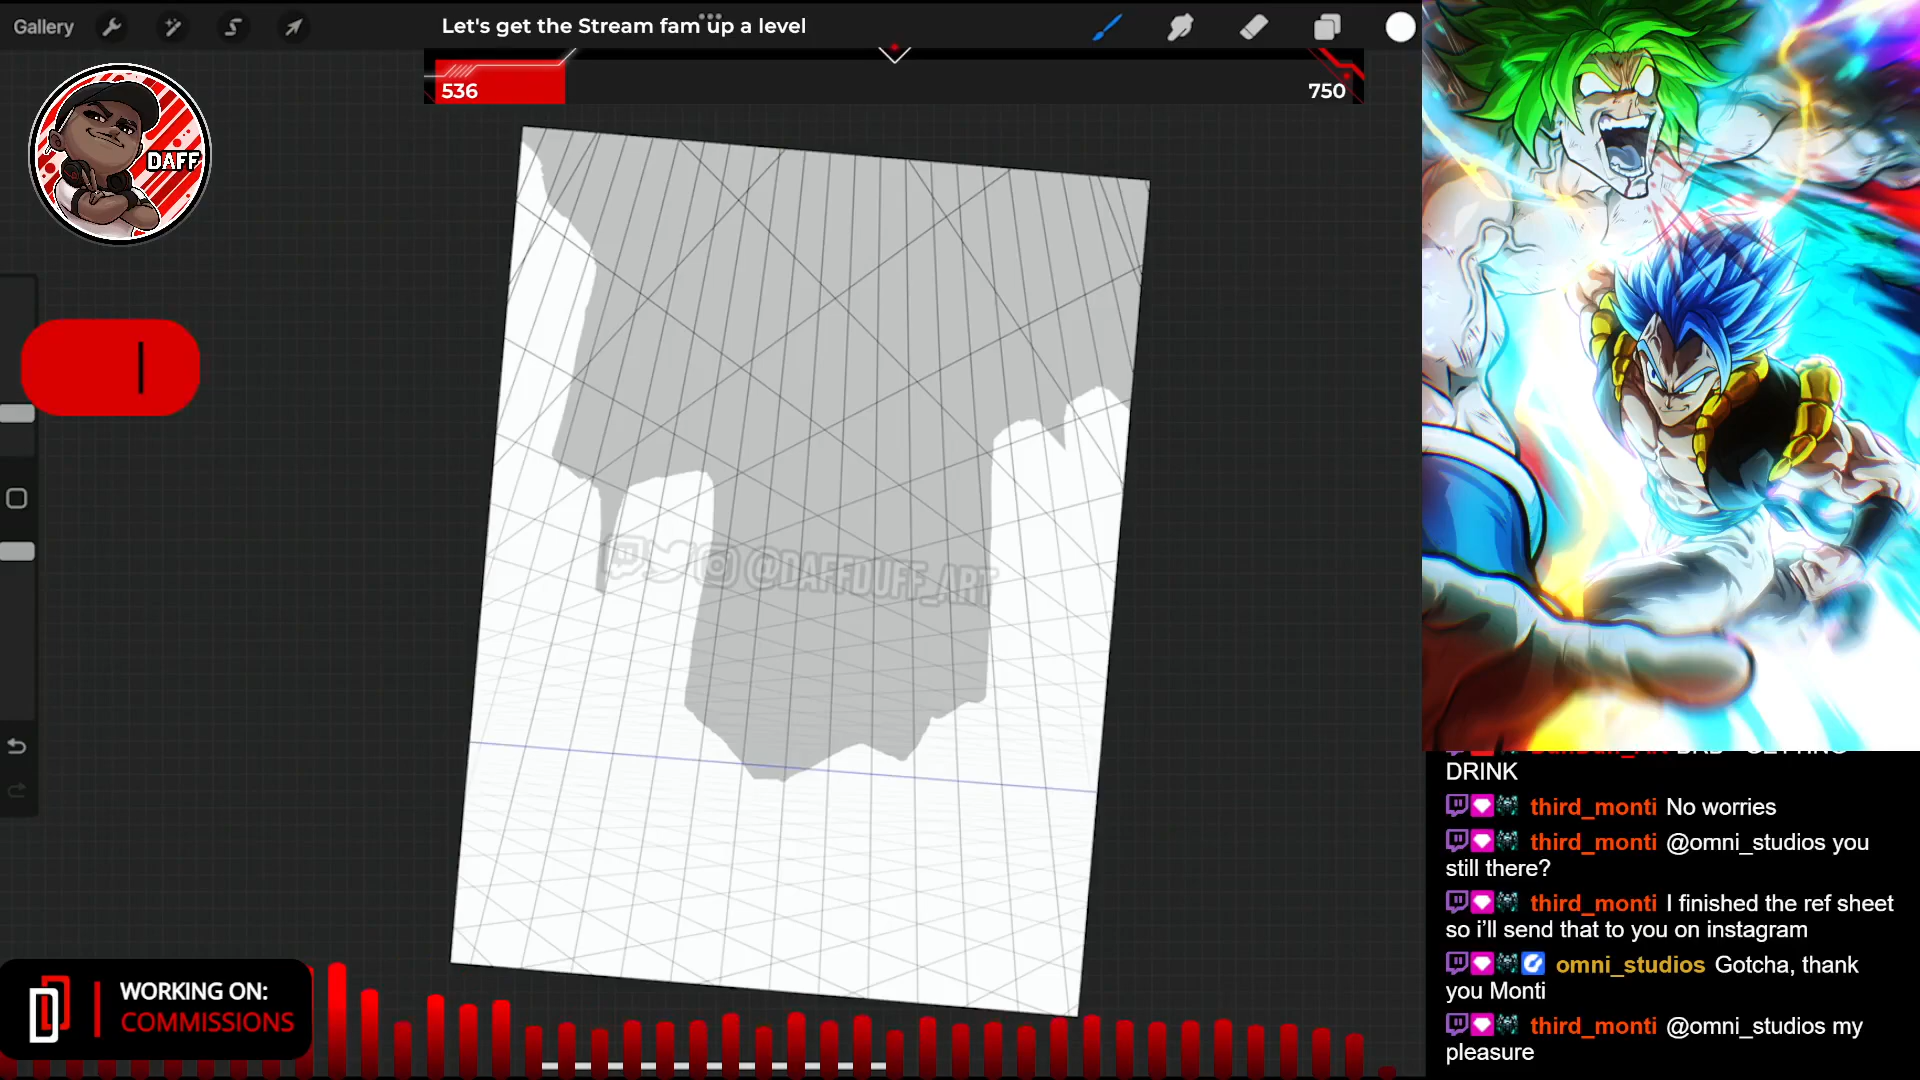 Gallery
Let's get the Stream fam up a level
536
750
DAFF
@DAFFDUFF_ART
WORKING ON:
COMMISSIONS
DRINK
third_monti No worries
third_monti @omni_studios you
still there?
third_monti I finished the ref sheet
so i'll send that to you on instagram
omni_studios Gotcha, thank
you Monti
third_monti @omni_studios my
pleasure